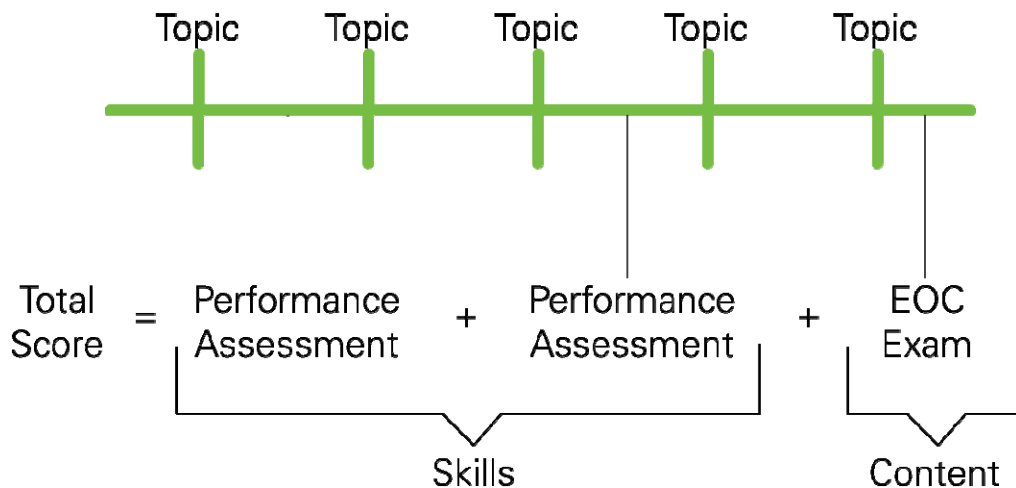 Topic Topic Topic Topic Topic
Total Score = Performance Assessment + Performance Assessment + EOC Exam
Skills Content